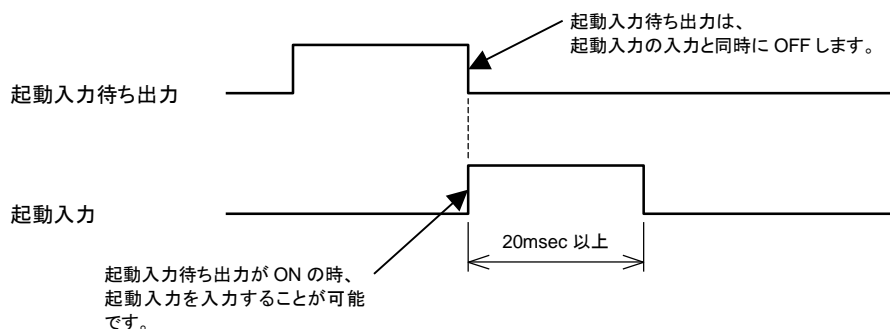 起動入力待ち出力は、
起動入力の入力と同時に OFF します。
起動入力待ち出力
起動入力
20msec 以上
起動入力待ち出力が ON の時、
起動入力を入力することが可能
です。